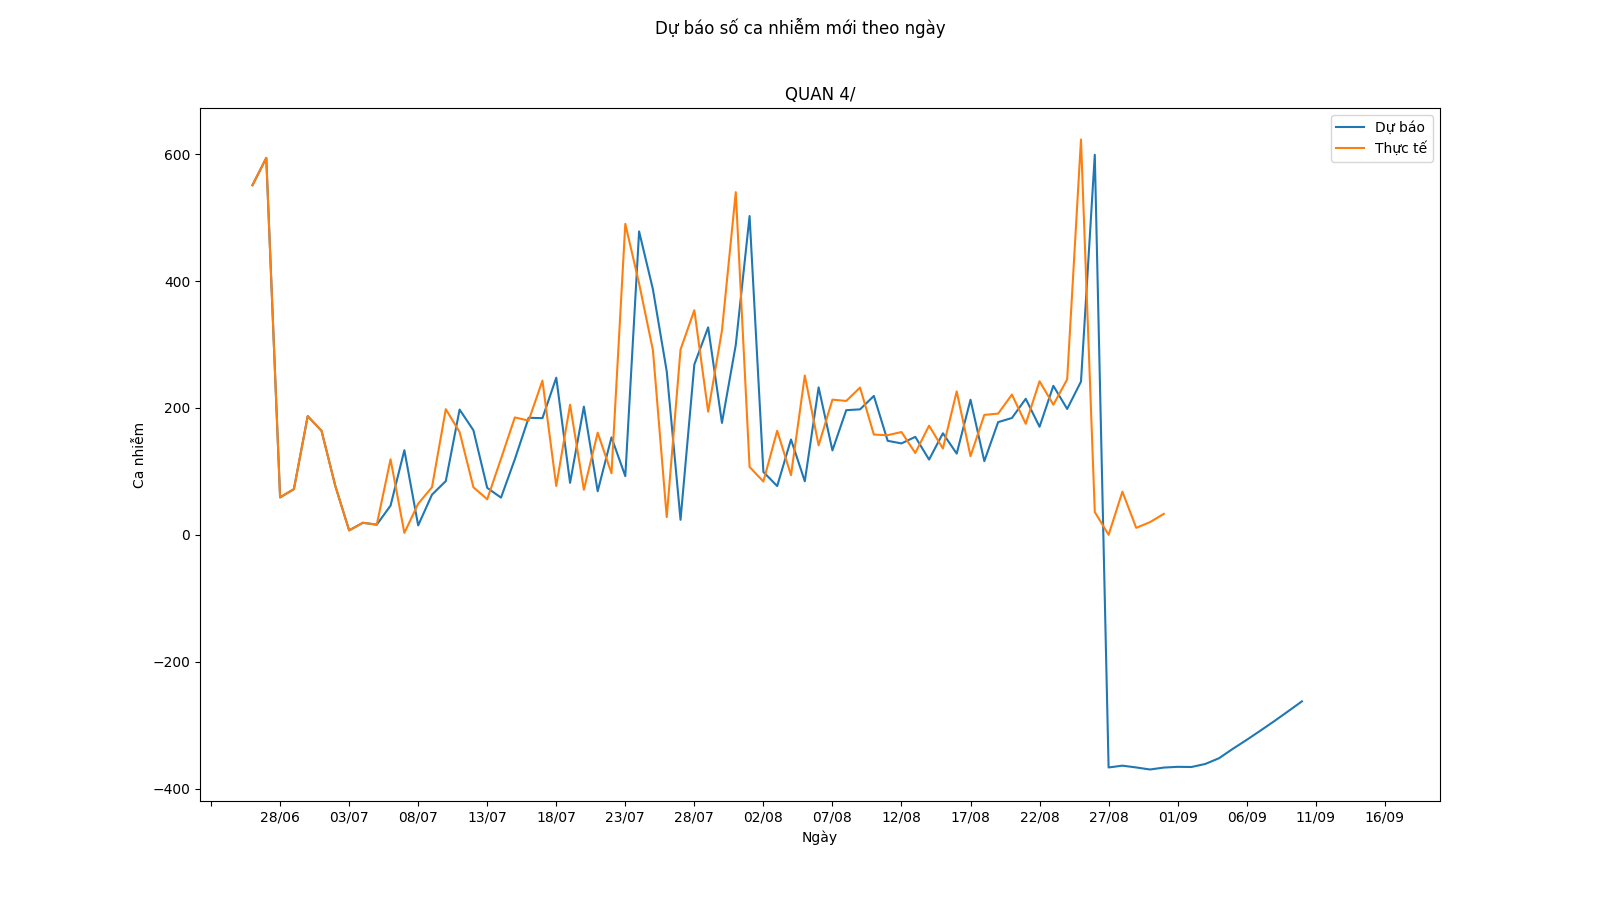 Dự báo số ca nhiễm mới theo ngày
QUAN 4/
Dự báo
Thực tế
600
400
200
0
−200
−400
Ca nhiễm
28/06 03/07 08/07 13/07 18/07 23/07 28/07 02/08 07/08 12/08 17/08 22/08 27/08 01/09 06/09 11/09 16/09
Ngày